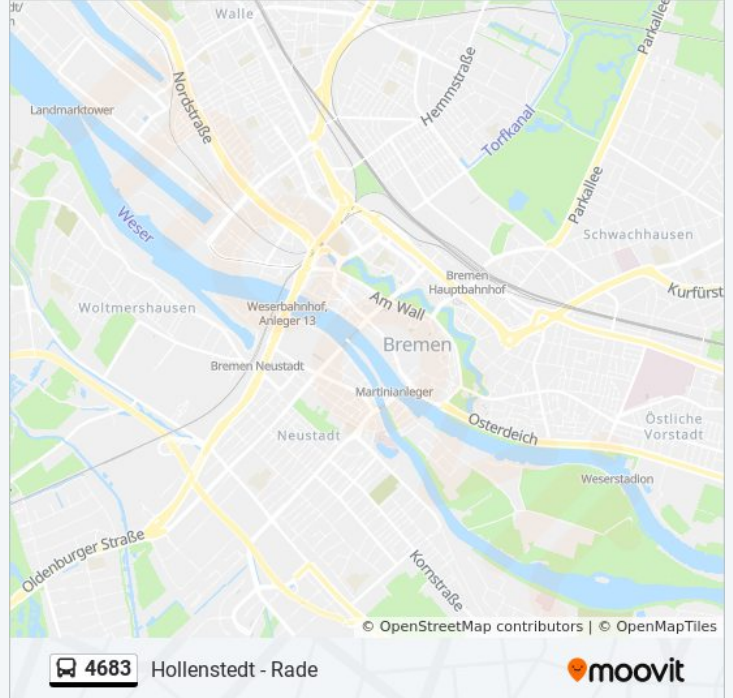 dt/
Walle
Parkallee
Hemmstraße
Nordstraße
Landmarktower
Torfkanal
Parkallee
Weser
Schwachhausen
Bremen
Hauptbahnhof
Kurfürst
Woltmershausen
Weserbahnhof,
Anleger 13
Am Wall
Bremen
Bremen Neustadt
Martinianleger
Neustadt
Osterdeich
Östliche
Vorstadt
Weserstadion
Oldenburger Straße
Kornstraße
© OpenStreetMap contributors | © OpenMapTiles
4683 Hollenstedt - Rade
moovit